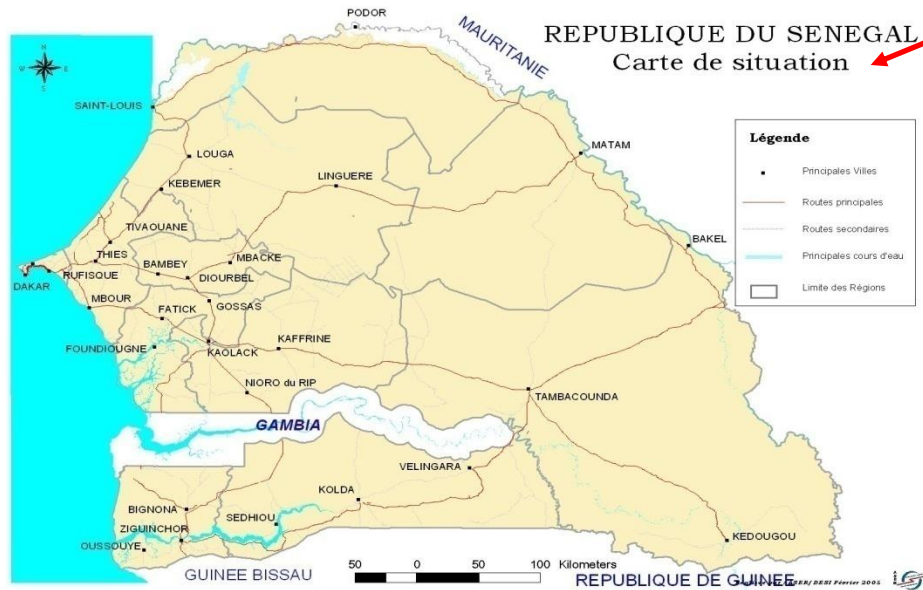 PODOR
MAURITANIE
REPUBLIQUE DU SENEGAL
Carte de situation
N
W E
S
SAINT-LOUIS
Légende
Principales Villes
Routes principales
Routes secondaires
Principales cours d'eau
Limite des Régions
LOUGA
MATAM
KEBEMER
LINGUERE
TIVAOUANE
BAKEL
THIES
MBACKE
BAMBEY
DIOURBEL
DAKAR
RUFISQUE
MBOUR
GOSSAS
FATICK
FOUNDIOUGNE
KAOLACK
KAFFRINE
NIORO du RIP
TAMBACOUNDA
GAMBIA
VELINGARA
KOLDA
BIGNONA
SEDHIOU
ZIGUINCHOR
OUSSOUYE
KEDOUGOU
GUINEE BISSAU
50 0 50 100 Kilometers
REPUBLIQUE DE GUINEE
Février 2005